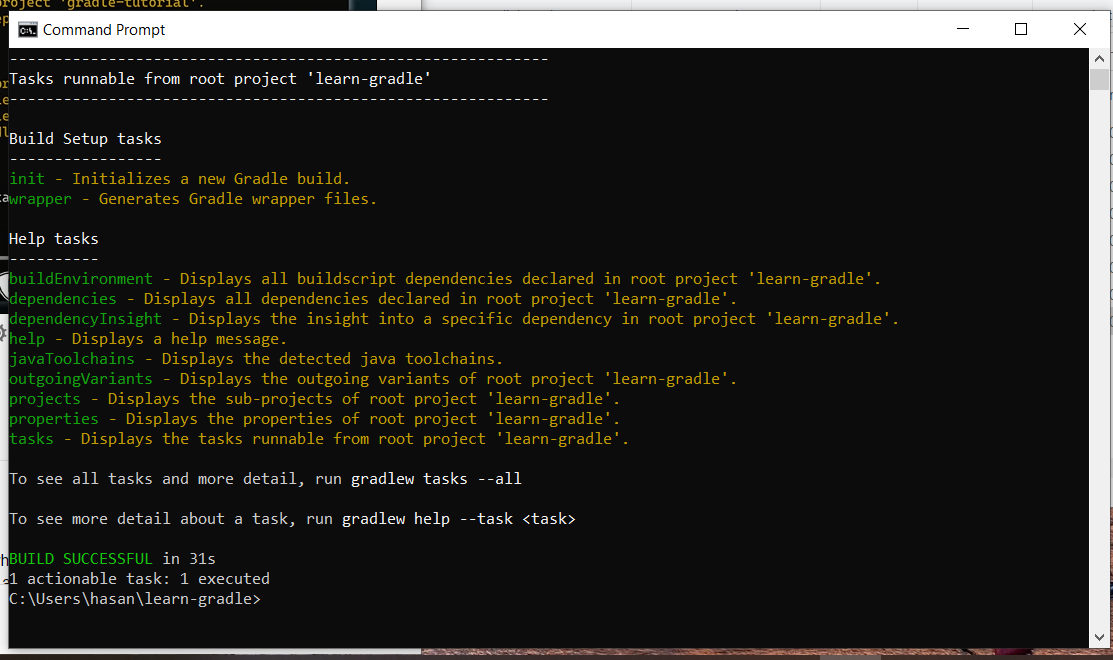 project 'gradle-tutorial'.
Command Prompt
------------------------------------------------------------
Tasks runnable from root project 'learn-gradle'
------------------------------------------------------------
Build Setup tasks
-----------------
init - Initializes a new Gradle build.
wrapper - Generates Gradle wrapper files.
Help tasks
----------
buildEnvironment - Displays all buildscript dependencies declared in root project 'learn-gradle'.
dependencies - Displays all dependencies declared in root project 'learn-gradle'.
dependencyInsight - Displays the insight into a specific dependency in root project 'learn-gradle'.
help - Displays a help message.
javaToolchains - Displays the detected java toolchains.
outgoingVariants - Displays the outgoing variants of root project 'learn-gradle'.
projects - Displays the sub-projects of root project 'learn-gradle'.
properties - Displays the properties of root project 'learn-gradle'.
tasks - Displays the tasks runnable from root project 'learn-gradle'.
To see all tasks and more detail, run gradlew tasks --all
To see more detail about a task, run gradlew help --task <task>
BUILD SUCCESSFUL in 31s
1 actionable task: 1 executed
C:\Users\hasan\learn-gradle>